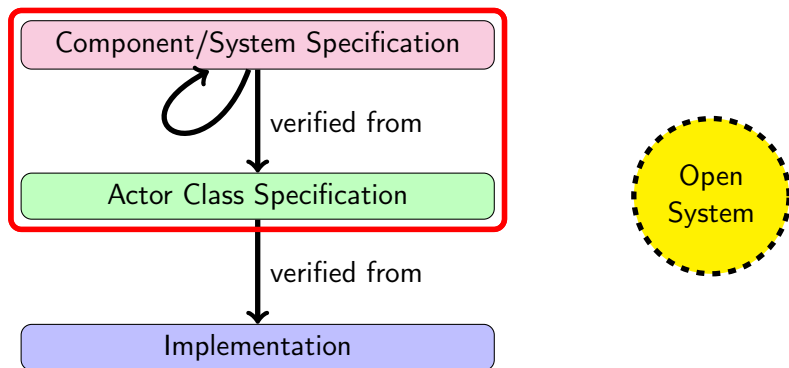 Component/System Specification
verified from
Actor Class Specification
verified from
Implementation
Open
System